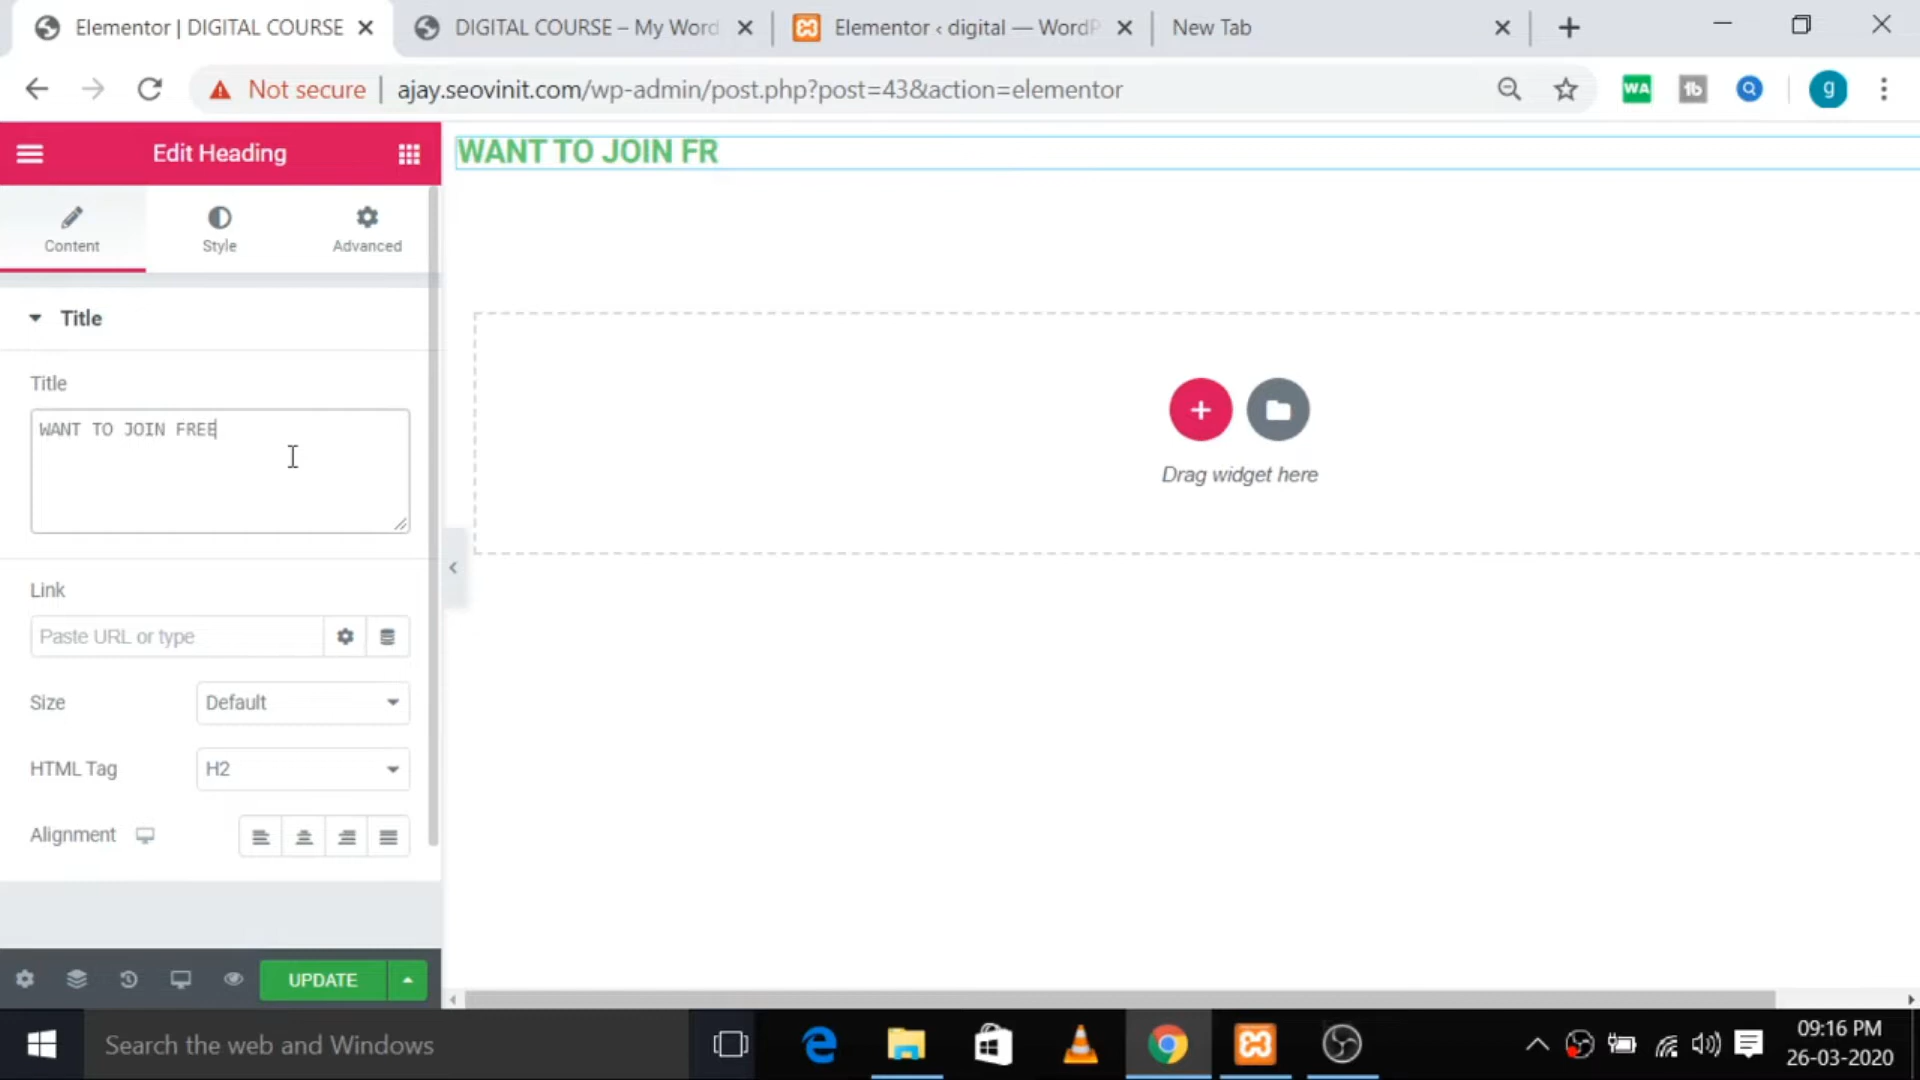 Elementor | DIGITAL COURSE
DIGITAL COURSE – My Word
Elementor ‹ digital — WordP
New Tab
Not secure | ajay.seovinit.com/wp-admin/post.php?post=43&action=elementor
WA
g
Edit Heading
Content
Style
Advanced
Title
Title
WANT TO JOIN FREE
Link
Paste URL or type
Size
Default
HTML Tag
H2
Alignment
UPDATE
WANT TO JOIN FR
Drag widget here
Search the web and Windows
09:16 PM
26-03-2020